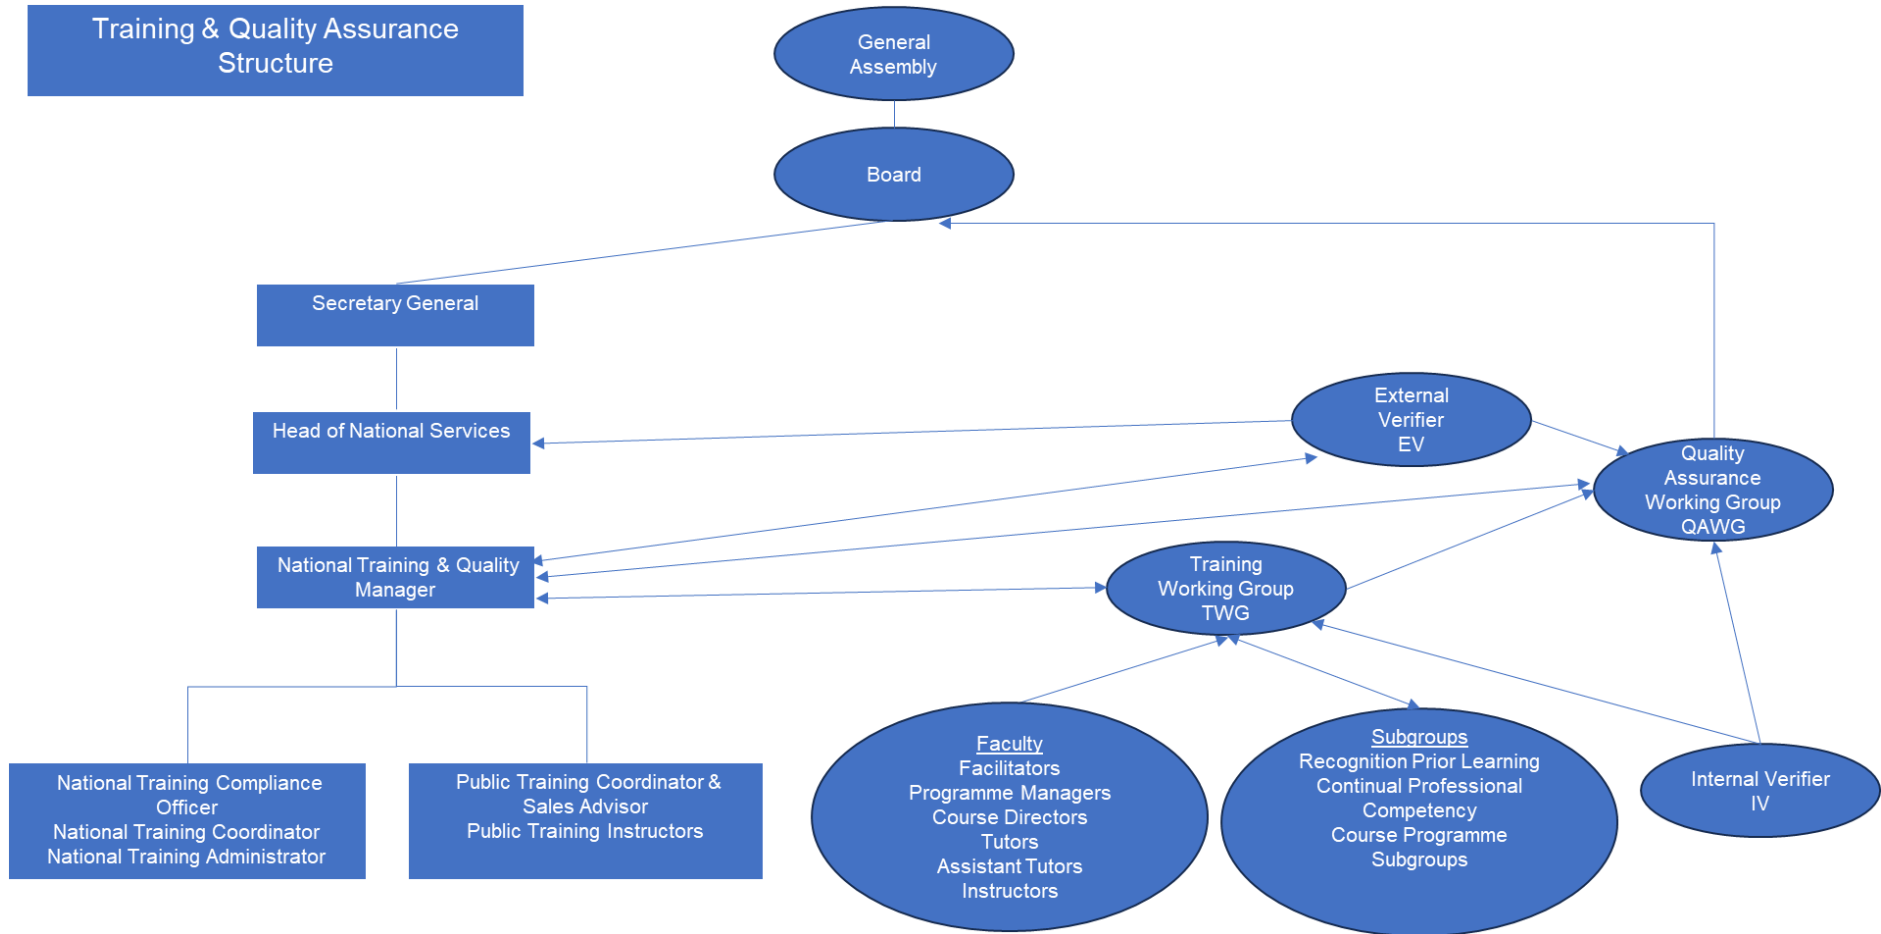 Training & Quality Assurance
Structure
General
Assembly
Board
Secretary General
Head of National Services
External
Verifier
EV
Quality
Assurance
Working Group
QAWG
National Training & Quality
Manager
Training
Working Group
TWG
National Training Compliance
Officer
National Training Coordinator
National Training Administrator
Public Training Coordinator &
Sales Advisor
Public Training Instructors
Faculty
Facilitators
Programme Managers
Course Directors
Tutors
Assistant Tutors
Instructors
Subgroups
Recognition Prior Learning
Continual Professional
Competency
Course Programme
Subgroups
Internal Verifier
IV